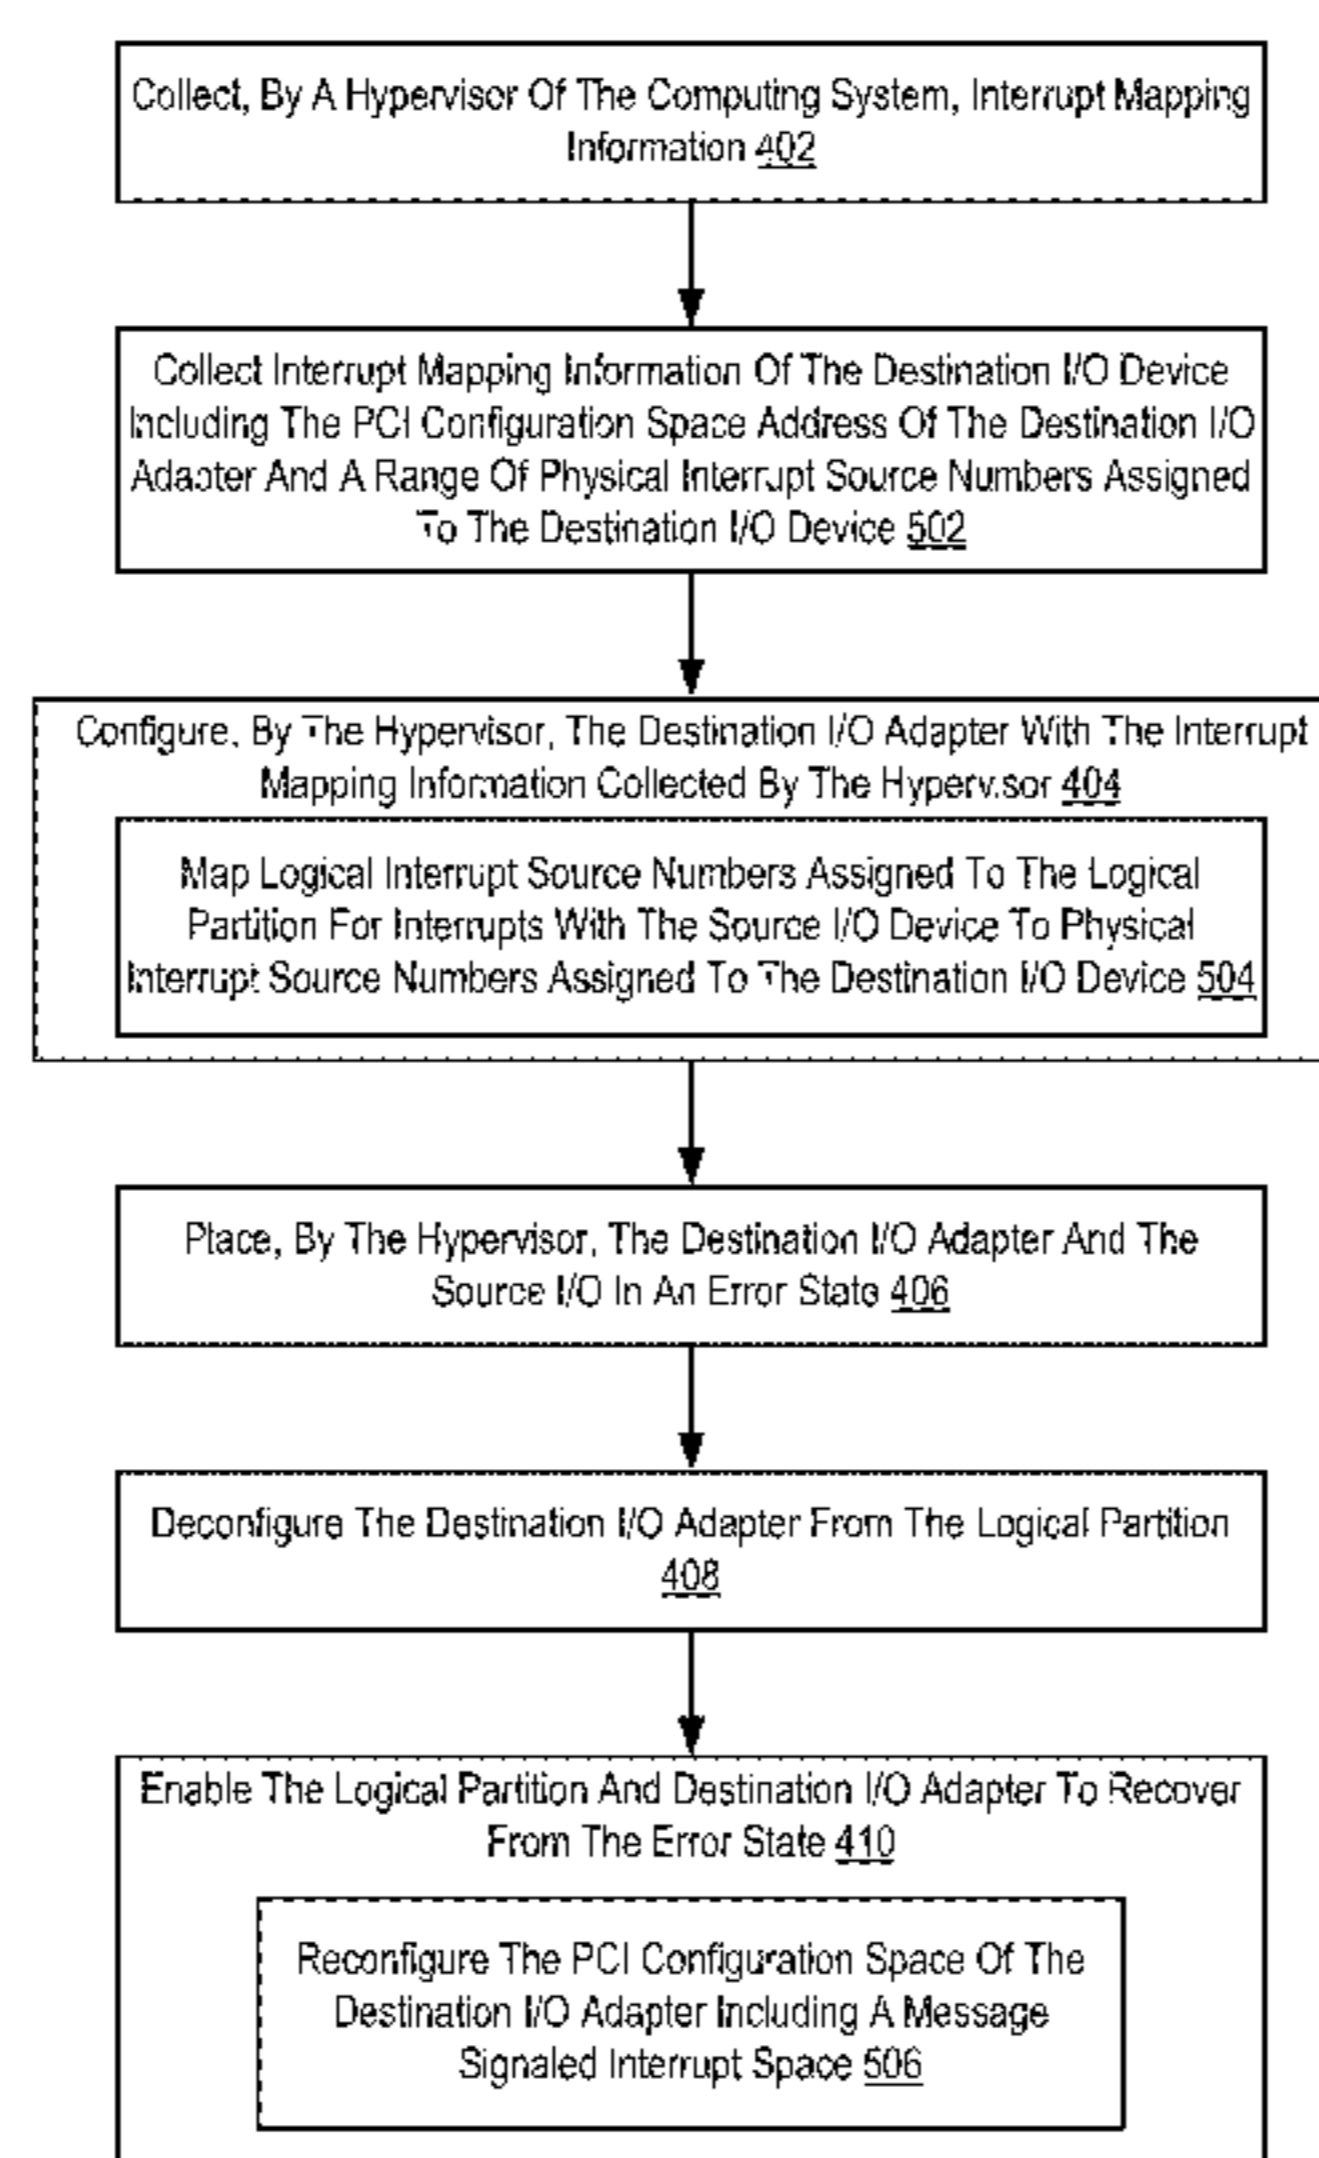 Collect, By A Hypervisor Of The Computing System, Interrupt Mapping
Information 402
Collect Interrupt Mapping Information Of The Destination I/O Device
Including The PCI Configuration Space Address Of The Destination I/O
Adapter And A Range Of Physical Interrupt Source Numbers Assigned
To The Destination I/O Device 502
Configure, By The Hypervisor, The Destination I/O Adapter With The Interrupt
Mapping Information Collected By The Hypervisor 404
Map Logical Interrupt Source Numbers Assigned To The Logical
Partition For Interrupts With The Source I/O Device To Physical
Interrupt Source Numbers Assigned To The Destination I/O Device 504
Place, By The Hypervisor, The Destination I/O Adapter And The
Source I/O In An Error State 406
Deconfigure The Destination I/O Adapter From The Logical Partition
408
Enable The Logical Partition And Destination I/O Adapter To Recover
From The Error State 410
Reconfigure The PCI Configuration Space Of The
Destination I/O Adapter Including A Message
Signaled Interrupt Space 506